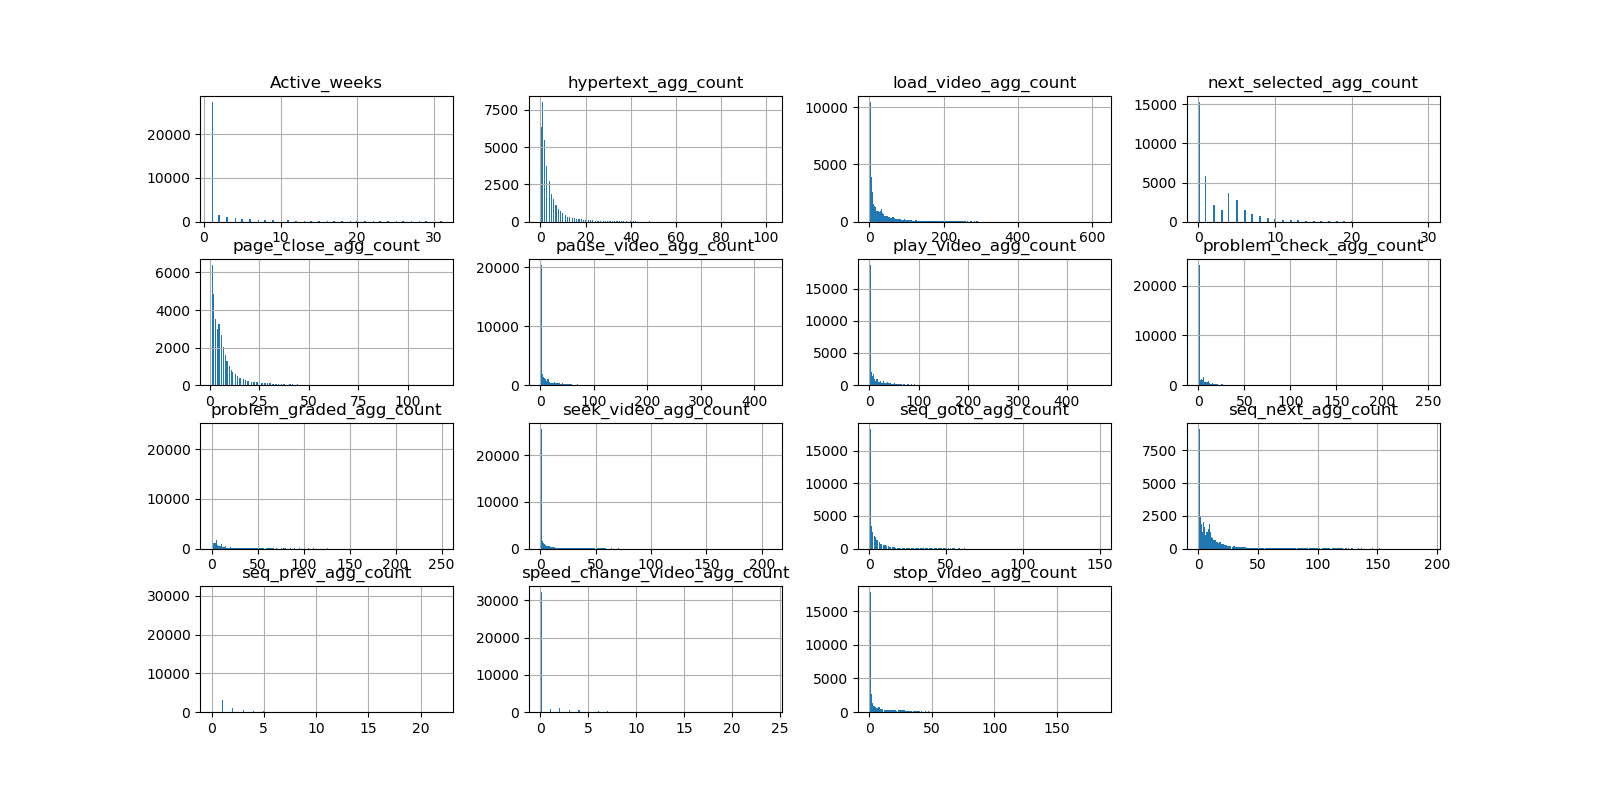 Active_weeks
20000
10000
0
0 10 20 30
hypertext_agg_count
7500
5000
2500
0
0 20 40 60 80 100
load_video_agg_count
10000
5000
0
0 200 400 600
next_selected_agg_count
15000
10000
5000
0
0 10 20 30
page_close_agg_count
6000
4000
2000
0
0 25 50 75 100
pause_video_agg_count
20000
10000
0
0 100 200 300 400
play_video_agg_count
15000
10000
5000
0
0 100 200 300 400
problem_check_agg_count
20000
10000
0
0 50 100 150 200 250
problem_graded_agg_count
20000
10000
0
0 50 100 150 200 250
seek_video_agg_count
20000
10000
0
0 50 100 150 200
seq_goto_agg_count
15000
10000
5000
0
0 50 100 150
seq_next_agg_count
7500
5000
2500
0
0 50 100 150 200
seq_prev_agg_count
30000
20000
10000
0
0 5 10 15 20
speed_change_video_agg_count
30000
20000
10000
0
0 5 10 15 20 25
stop_video_agg_count
15000
10000
5000
0
0 50 100 150